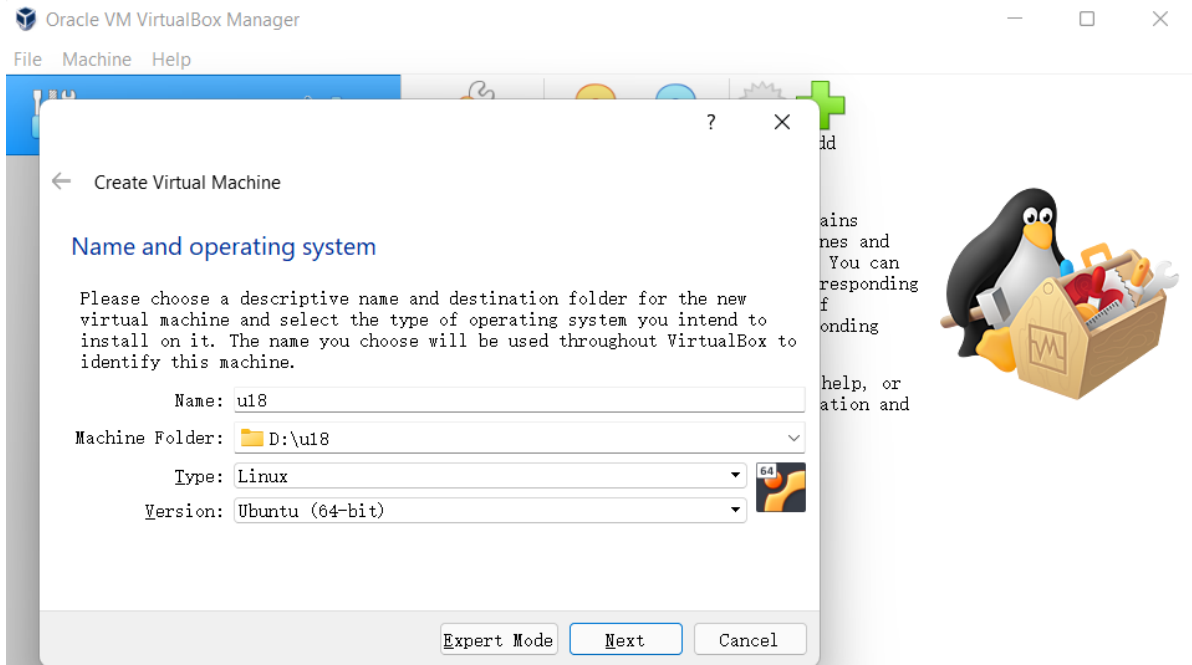 Oracle VM VirtualBox Manager
File Machine Help
?
Create Virtual Machine
Name and operating system
Please choose a descriptive name and destination folder for the new
virtual machine and select the type of operating system you intend to
install on it. The name you choose will be used throughout VirtualBox to
identify this machine.
Name: u18
Machine Folder: D:\u18
Type: Linux
64
Version: Ubuntu (64-bit)
Expert Mode Next Cancel
dd
ains
nes and
You can
responding
f
onding
help, or
ation and